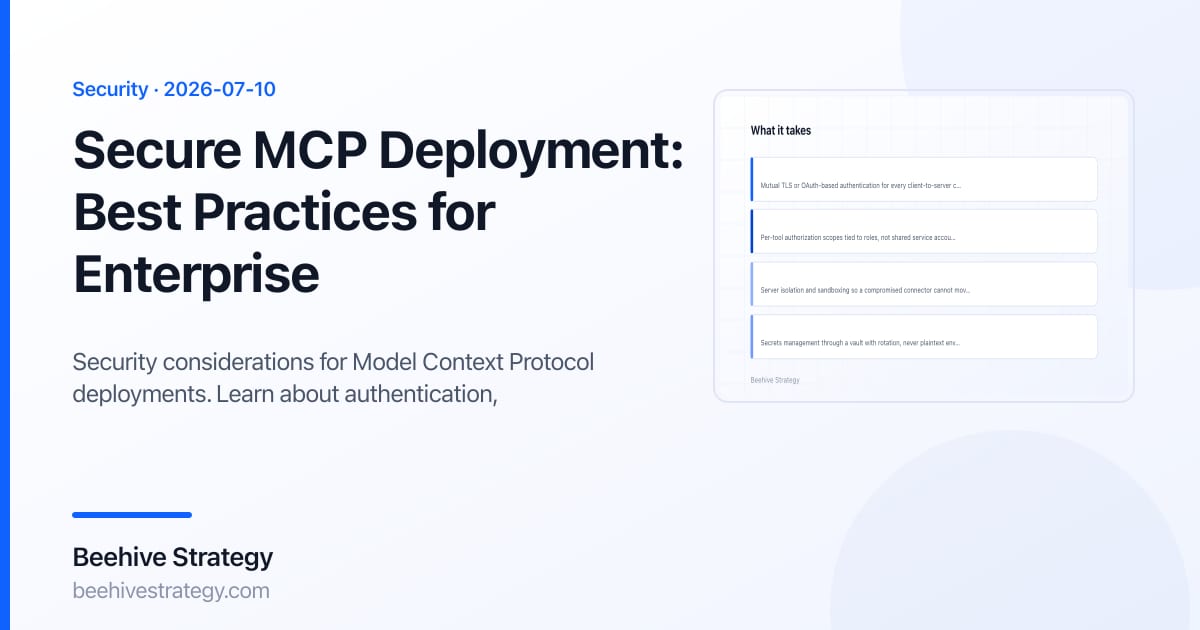 Security · 2026-07-10
Secure MCP Deployment:
Best Practices for
Enterprise
Security considerations for Model Context Protocol
deployments. Learn about authentication,
Beehive Strategy
beehivestrategy.com
What it takes
Mutual TLS or OAuth-based authentication for every client-to-server c...
Per-tool authorization scopes tied to roles, not shared service accou...
Server isolation and sandboxing so a compromised connector cannot mov...
Secrets management through a vault with rotation, never plaintext env...
Beehive Strategy